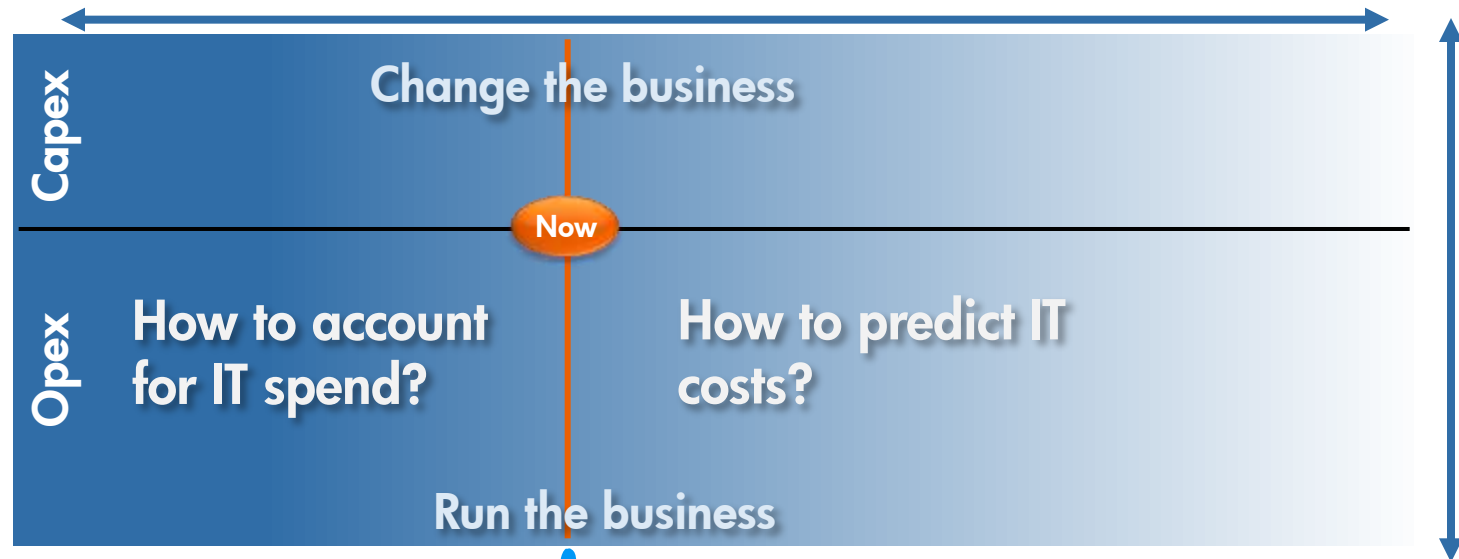 Capex
Change the business
Now
Opex
How to account
for IT spend?
How to predict IT
costs?
Run the business